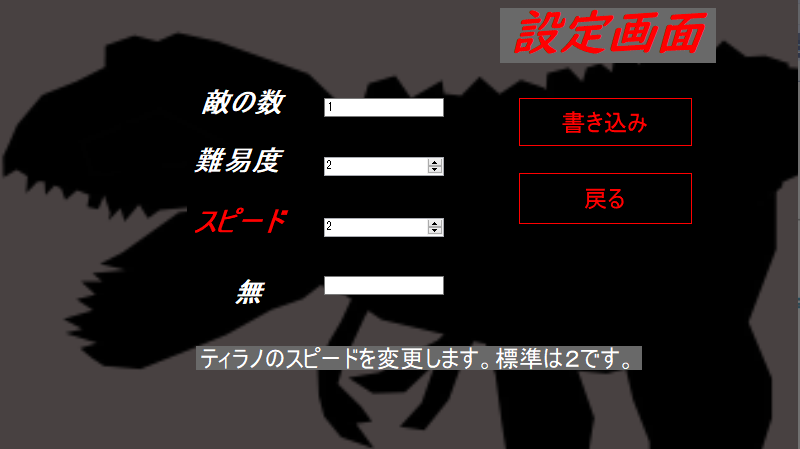 設定画面
敵の数
1
書き込み
難易度
2
戻る
スピード
2
無
ティラノのスピードを変更します。標準は２です。